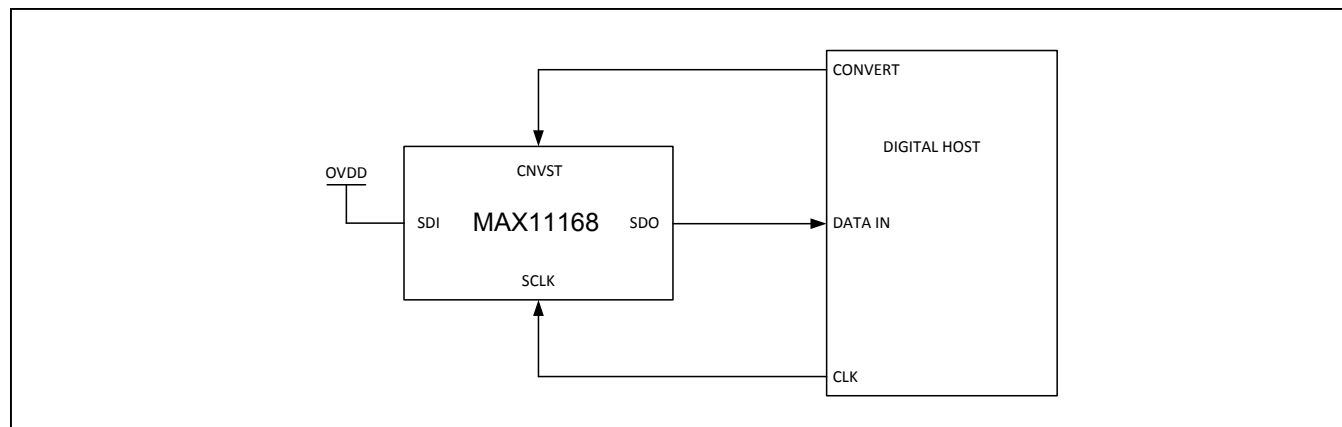 CONVERT
DIGITAL HOST
OVDD
CNVST
SDI
MAX11168
SDO
DATA IN
SCLK
CLK